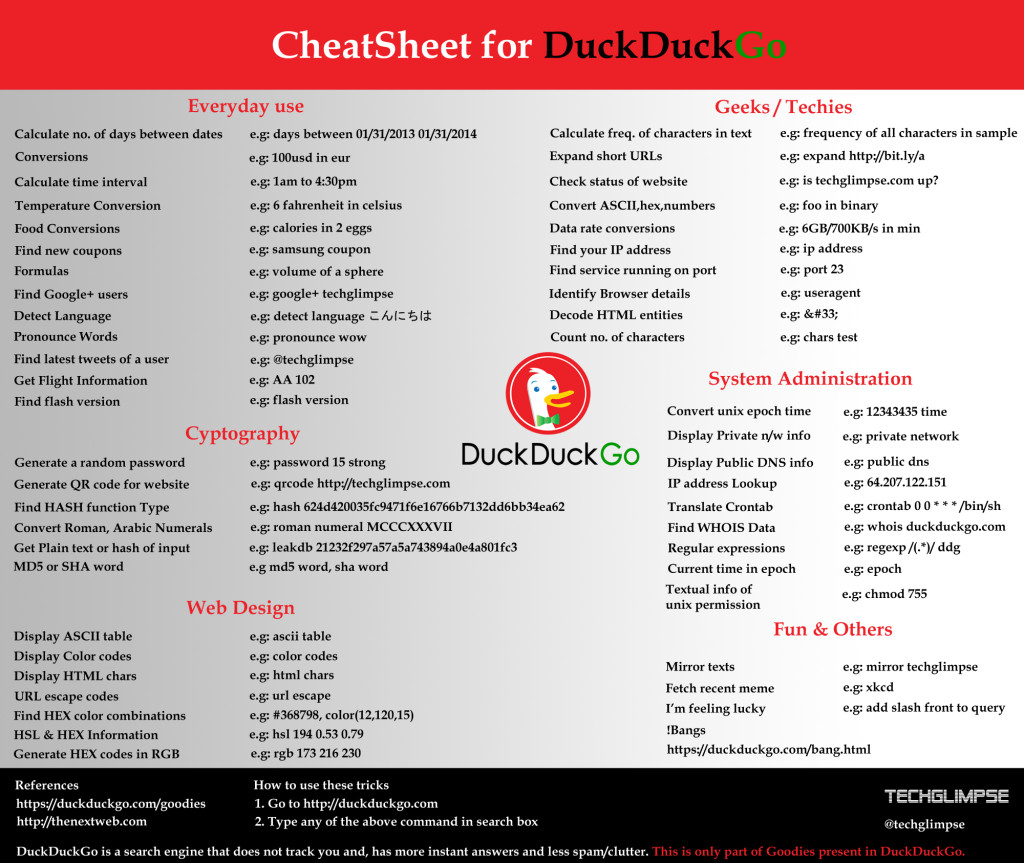 CheatSheet for DuckDuckGo
Everyday use
Calculate no. of days between dates e.g: days between 01/31/2013 01/31/2014
Conversions e.g: 100usd in eur
Calculate time interval e.g: 1am to 4:30pm
Temperature Conversion e.g: 6 fahrenheit in celsius
Food Conversions e.g: calories in 2 eggs
Find new coupons e.g: samsung coupon
Formulas e.g: volume of a sphere
Find Google+ users e.g: google+ techglimpse
Detect Language e.g: detect language こんにちは
Pronounce Words e.g: pronounce wow
Find latest tweets of a user e.g: @techglimpse
Get Flight Information e.g: AA 102
Find flash version e.g: flash version
Cyptography
Generate a random password e.g: password 15 strong
Generate QR code for website e.g: qrcode http://techglimpse.com
Find HASH function Type e.g: hash 624d420035fc9471f6e16766b7132dd6bb34ea62
Convert Roman, Arabic Numerals e.g: roman numeral MCCCXXXVII
Get Plain text or hash of input e.g: leakdb 21232f297a57a5a743894a0e4a801fc3
MD5 or SHA word e.g md5 word, sha word
Web Design
Display ASCII table e.g: ascii table
Display Color codes e.g: color codes
Display HTML chars e.g: html chars
URL escape codes e.g: url escape
Find HEX color combinations e.g: #368798, color(12,120,15)
HSL & HEX Information e.g: hsl 194 0.53 0.79
Generate HEX codes in RGB e.g: rgb 173 216 230
DuckDuckGo
Geeks / Techies
Calculate freq. of characters in text e.g: frequency of all characters in sample
Expand short URLs e.g: expand http://bit.ly/a
Check status of website e.g: is techglimpse.com up?
Convert ASCII,hex,numbers e.g: foo in binary
Data rate conversions e.g: 6GB/700KB/s in min
Find your IP address e.g: ip address
Find service running on port e.g: port 23
Identify Browser details e.g: useragent
Decode HTML entities e.g: &#33;
Count no. of characters e.g: chars test
System Administration
Convert unix epoch time e.g: 12343435 time
Display Private n/w info e.g: private network
Display Public DNS info e.g: public dns
IP address Lookup e.g: 64.207.122.151
Translate Crontab e.g: crontab 0 0 * * * /bin/sh
Find WHOIS Data e.g: whois duckduckgo.com
Regular expressions e.g: regexp /(.*)/ ddg
Current time in epoch e.g: epoch
Textual info of
unix permission e.g: chmod 755
Fun & Others
Mirror texts e.g: mirror techglimpse
Fetch recent meme e.g: xkcd
I'm feeling lucky e.g: add slash front to query
!Bangs
https://duckduckgo.com/bang.html
References
https://duckduckgo.com/goodies
http://thenextweb.com
How to use these tricks
1. Go to http://duckduckgo.com
2. Type any of the above command in search box
TECHGLIMPSE
@techglimpse
DuckDuckGo is a search engine that does not track you and, has more instant answers and less spam/clutter. This is only part of Goodies present in DuckDuckGo.